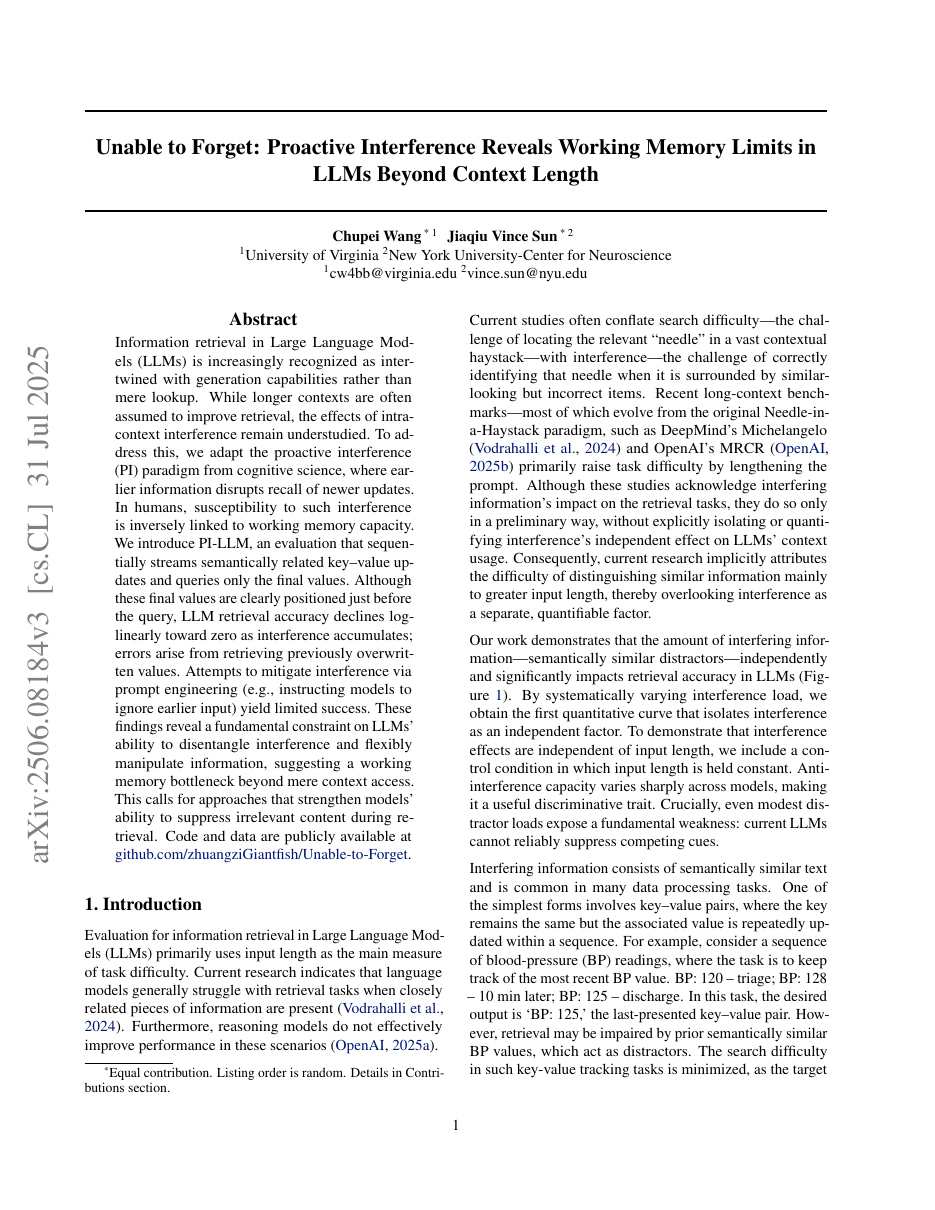 Unable to Forget: Proactive Interference Reveals Working Memory Limits in
LLMs Beyond Context Length
Chupei Wang * 1 Jiaqiu Vince Sun * 2
1University of Virginia 2New York University-Center for Neuroscience
1cw4bb@virginia.edu 2vince.sun@nyu.edu
arXiv:2506.08184v3 [cs.CL] 31 Jul 2025
Abstract
Information retrieval in Large Language Mod-
els (LLMs) is increasingly recognized as inter-
twined with generation capabilities rather than
mere lookup. While longer contexts are often
assumed to improve retrieval, the effects of intra-
context interference remain understudied. To ad-
dress this, we adapt the proactive interference
(PI) paradigm from cognitive science, where ear-
lier information disrupts recall of newer updates.
In humans, susceptibility to such interference
is inversely linked to working memory capacity.
We introduce PI-LLM, an evaluation that sequen-
tially streams semantically related key–value up-
dates and queries only the final values. Although
these final values are clearly positioned just before
the query, LLM retrieval accuracy declines log-
linearly toward zero as interference accumulates;
errors arise from retrieving previously overwrit-
ten values. Attempts to mitigate interference via
prompt engineering (e.g., instructing models to
ignore earlier input) yield limited success. These
findings reveal a fundamental constraint on LLMs’
ability to disentangle interference and flexibly
manipulate information, suggesting a working
memory bottleneck beyond mere context access.
This calls for approaches that strengthen models’
ability to suppress irrelevant content during re-
trieval. Code and data are publicly available at
github.com/zhuangziGiantfish/Unable-to-Forget.
1. Introduction
Evaluation for information retrieval in Large Language Mod-
els (LLMs) primarily uses input length as the main measure
of task difficulty. Current research indicates that language
models generally struggle with retrieval tasks when closely
related pieces of information are present (Vodrahalli et al.,
2024). Furthermore, reasoning models do not effectively
improve performance in these scenarios (OpenAI, 2025a).
*Equal contribution. Listing order is random. Details in Contri-
butions section.
Current studies often conflate search difficulty—the chal-
lenge of locating the relevant “needle” in a vast contextual
haystack—with interference—the challenge of correctly
identifying that needle when it is surrounded by similar-
looking but incorrect items. Recent long-context bench-
marks—most of which evolve from the original Needle-in-
a-Haystack paradigm, such as DeepMind’s Michelangelo
(Vodrahalli et al., 2024) and OpenAI’s MRCR (OpenAI,
2025b) primarily raise task difficulty by lengthening the
prompt. Although these studies acknowledge interfering
information’s impact on the retrieval tasks, they do so only
in a preliminary way, without explicitly isolating or quanti-
fying interference’s independent effect on LLMs’ context
usage. Consequently, current research implicitly attributes
the difficulty of distinguishing similar information mainly
to greater input length, thereby overlooking interference as
a separate, quantifiable factor.
Our work demonstrates that the amount of interfering infor-
mation—semantically similar distractors—independently
and significantly impacts retrieval accuracy in LLMs (Fig-
ure 1). By systematically varying interference load, we
obtain the first quantitative curve that isolates interference
as an independent factor. To demonstrate that interference
effects are independent of input length, we include a con-
trol condition in which input length is held constant. Anti-
interference capacity varies sharply across models, making
it a useful discriminative trait. Crucially, even modest dis-
tractor loads expose a fundamental weakness: current LLMs
cannot reliably suppress competing cues.
Interfering information consists of semantically similar text
and is common in many data processing tasks. One of
the simplest forms involves key–value pairs, where the key
remains the same but the associated value is repeatedly up-
dated within a sequence. For example, consider a sequence
of blood-pressure (BP) readings, where the task is to keep
track of the most recent BP value. BP: 120 – triage; BP: 128
– 10 min later; BP: 125 – discharge. In this task, the desired
output is ‘BP: 125,’ the last-presented key–value pair. How-
ever, retrieval may be impaired by prior semantically similar
BP values, which act as distractors. The search difficulty
in such key-value tracking tasks is minimized, as the target
1